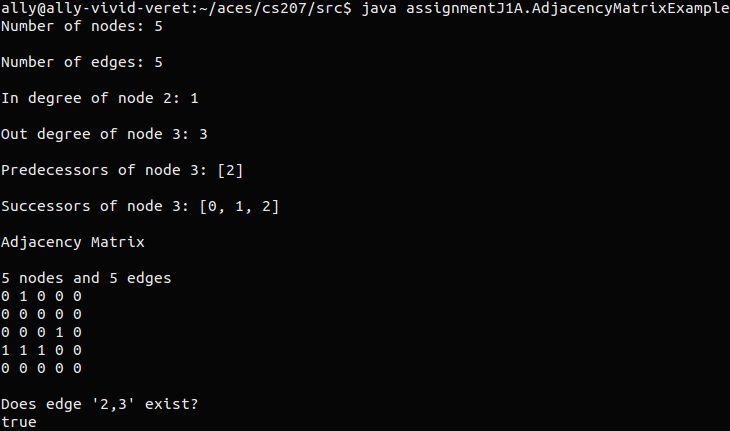 ally@ally-vivid-veret:~/aces/cs207/src$ java assignmentJ1A.AdjacencyMatrixExample
Number of nodes: 5
Number of edges: 5
In degree of node 2: 1
Out degree of node 3: 3
Predecessors of node 3: [2]
Successors of node 3: [0, 1, 2]
Adjacency Matrix
5 nodes and 5 edges
0 1 0 0 0
0 0 0 0 0
0 0 0 1 0
1 1 1 0 0
0 0 0 0 0
Does edge '2,3' exist?
true